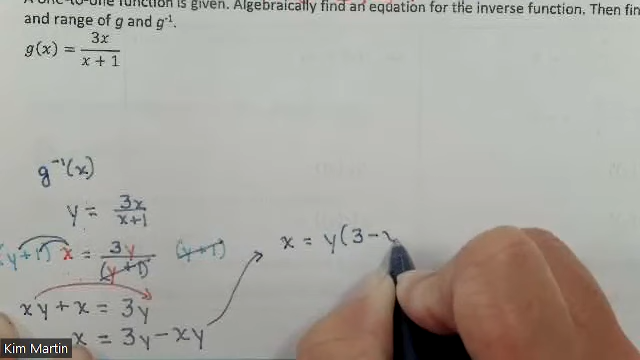 A one-to-one function is given. Algebraically find an equation for the inverse function. Then fin
and range of g and g⁻¹.
g(x) = 3x / x + 1
g⁻¹(x)
y = 3x / x+1
(y+1) x = 3y / (y+1) (y+1)
xy + x = 3y
x = 3y - xy
x = y(3-x
Kim Martin